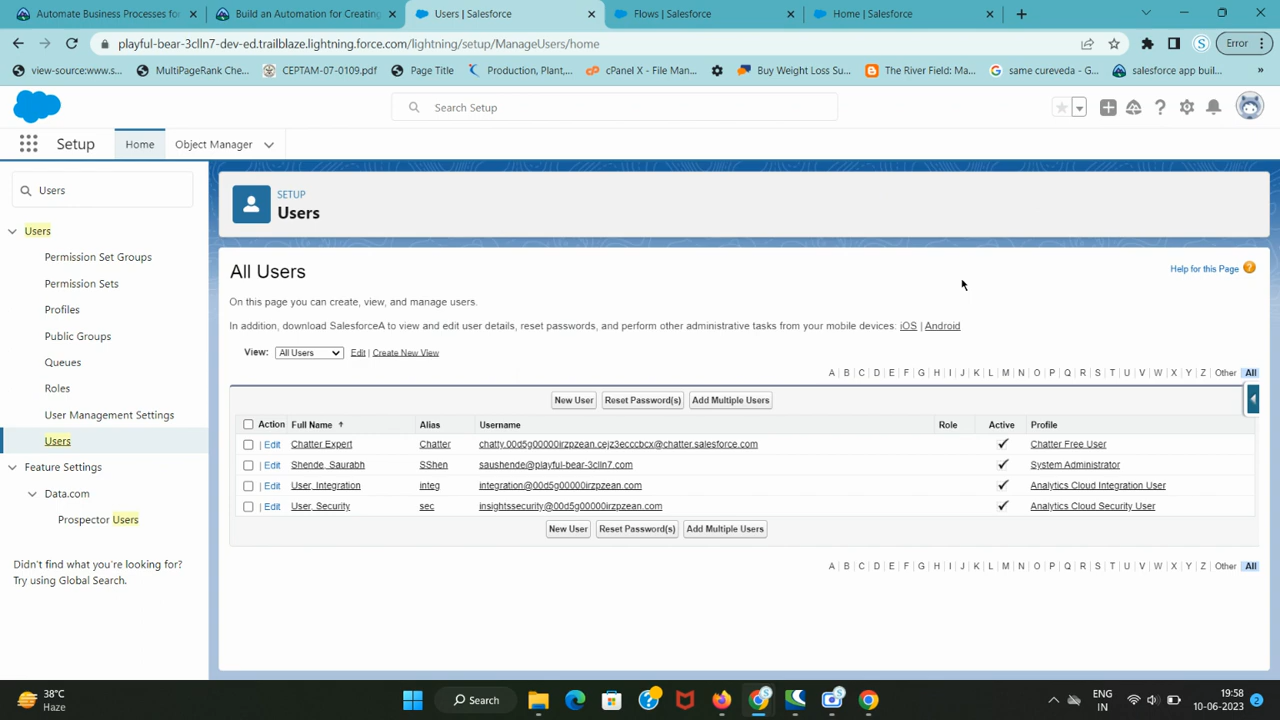 Automate Business Processes for
Build an Automation for Creating
Users | Salesforce
Flows | Salesforce
Home | Salesforce
playful-bear-3clln7-dev-ed.trailblaze.lightning.force.com/lightning/setup/ManageUsers/home
Error
view-source:www.s...
MultiPageRank Che...
CEPTAM-07-0109.pdf
Page Title
Production, Plant,...
cPanel X - File Man...
Buy Weight Loss Su...
The River Field: Ma...
same cureveda - G...
salesforce app buil...
»
Search Setup
Setup
Home
Object Manager
Users
SETUP
Users
Users
Permission Set Groups
Permission Sets
Profiles
Public Groups
Queues
Roles
User Management Settings
Users
Feature Settings
Data.com
Prospector Users
Didn't find what you're looking for?
Try using Global Search.
All Users
Help for this Page
On this page you can create, view, and manage users.
In addition, download SalesforceA to view and edit user details, reset passwords, and perform other administrative tasks from your mobile devices: iOS | Android
View: All Users Edit | Create New View
A B C D E F G H I J K L M N O P Q R S T U V W X Y Z Other All
New User Reset Password(s) Add Multiple Users
Action Full Name ↑ Alias Username Role Active Profile
| Edit Chatter Expert Chatter chatty.00d5g00000irzpzean.cejz3ecccbcx@chatter.salesforce.com Chatter Free User
| Edit Shende, Saurabh SShen saushende@playful-bear-3clln7.com System Administrator
| Edit User, Integration integ integration@00d5g00000irzpzean.com Analytics Cloud Integration User
| Edit User, Security sec insightssecurity@00d5g00000irzpzean.com Analytics Cloud Security User
New User Reset Password(s) Add Multiple Users
A B C D E F G H I J K L M N O P Q R S T U V W X Y Z Other All
38°C
Haze
Search
ENG
IN
19:58
10-06-2023
2